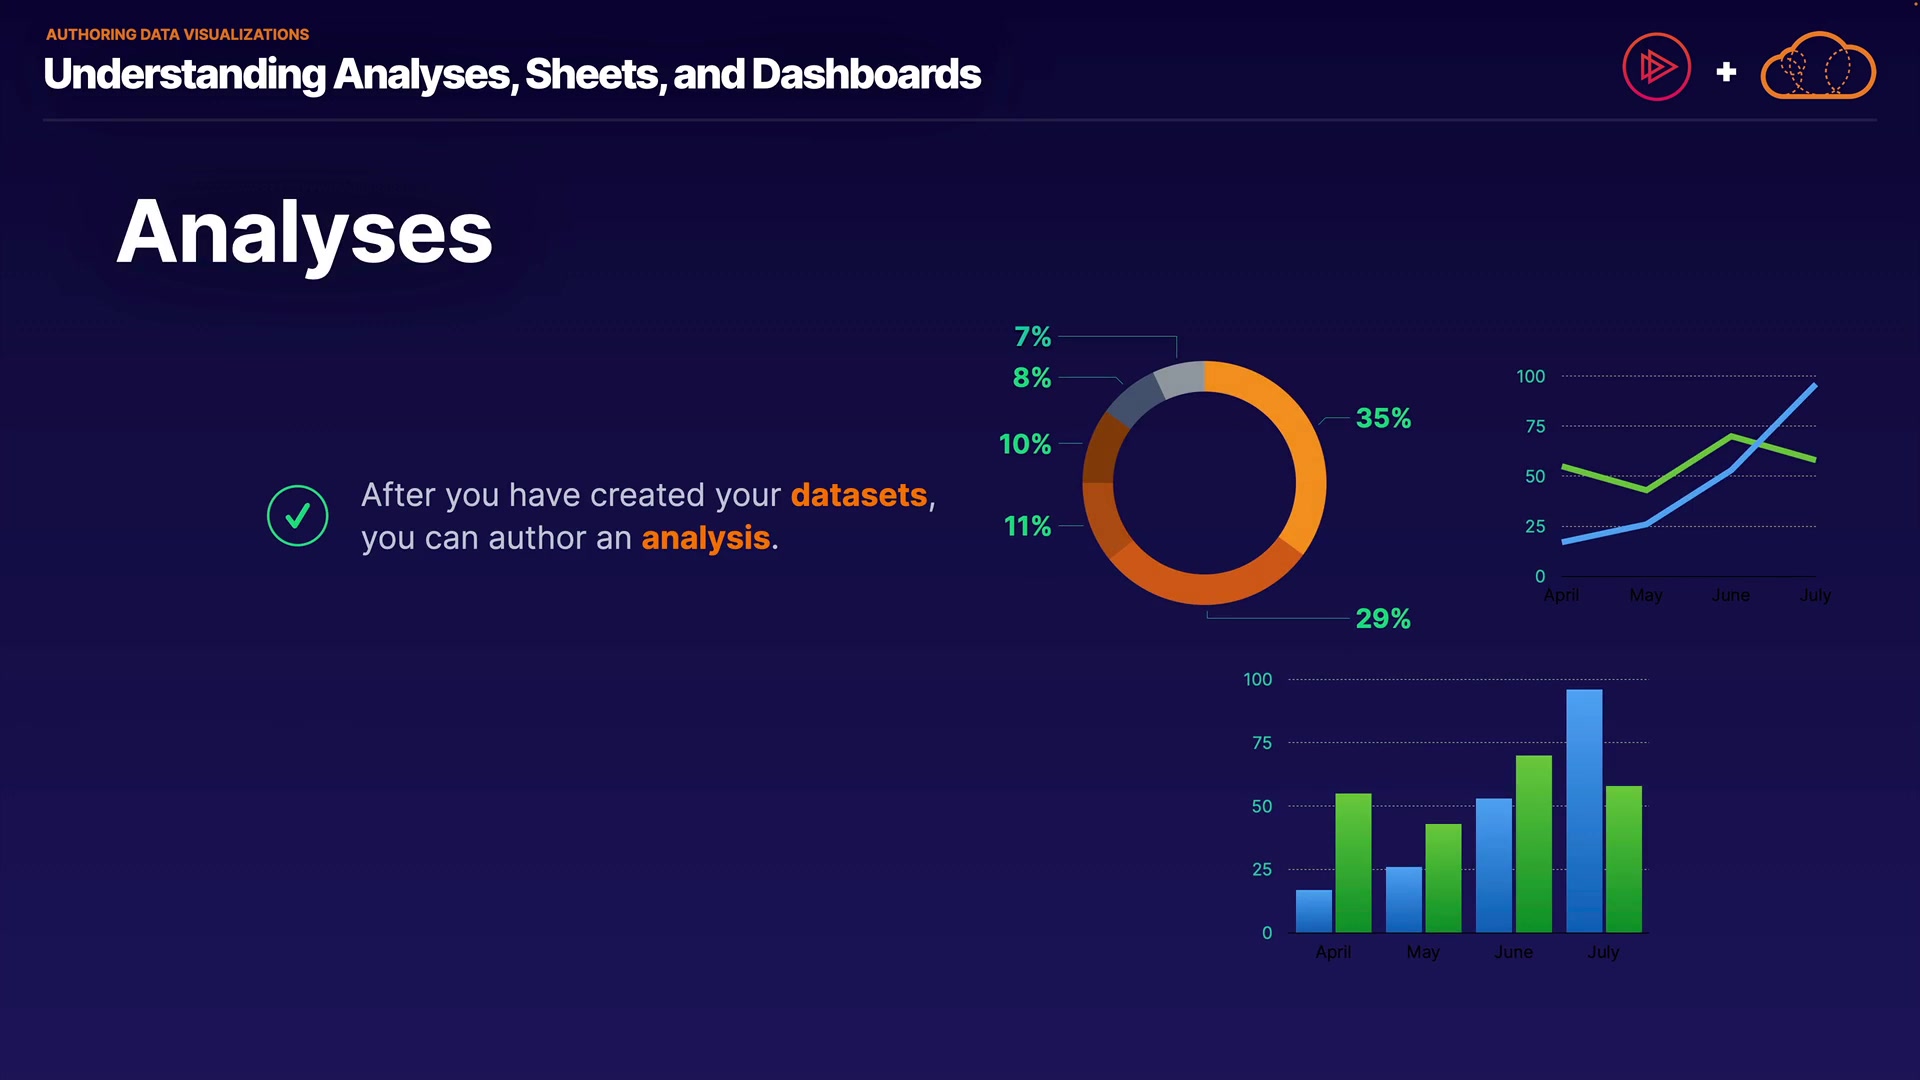 AUTHORING DATA VISUALIZATIONS
Understanding Analyses, Sheets, and Dashboards
+
Analyses
After you have created your datasets,
you can author an analysis.
7%
8%
10%
11%
35%
29%
100
75
50
25
0
April May June July
100
75
50
25
0
April May June July